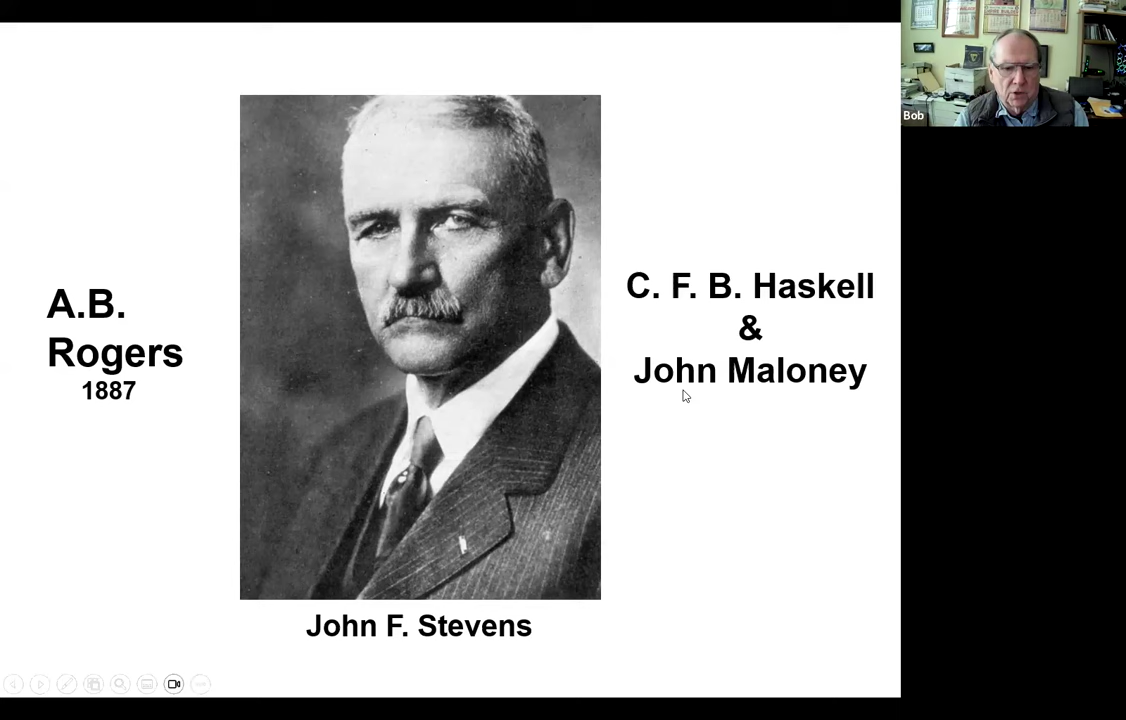 A.B.
Rogers
1887
John F. Stevens
C. F. B. Haskell
&
John Maloney
Bob